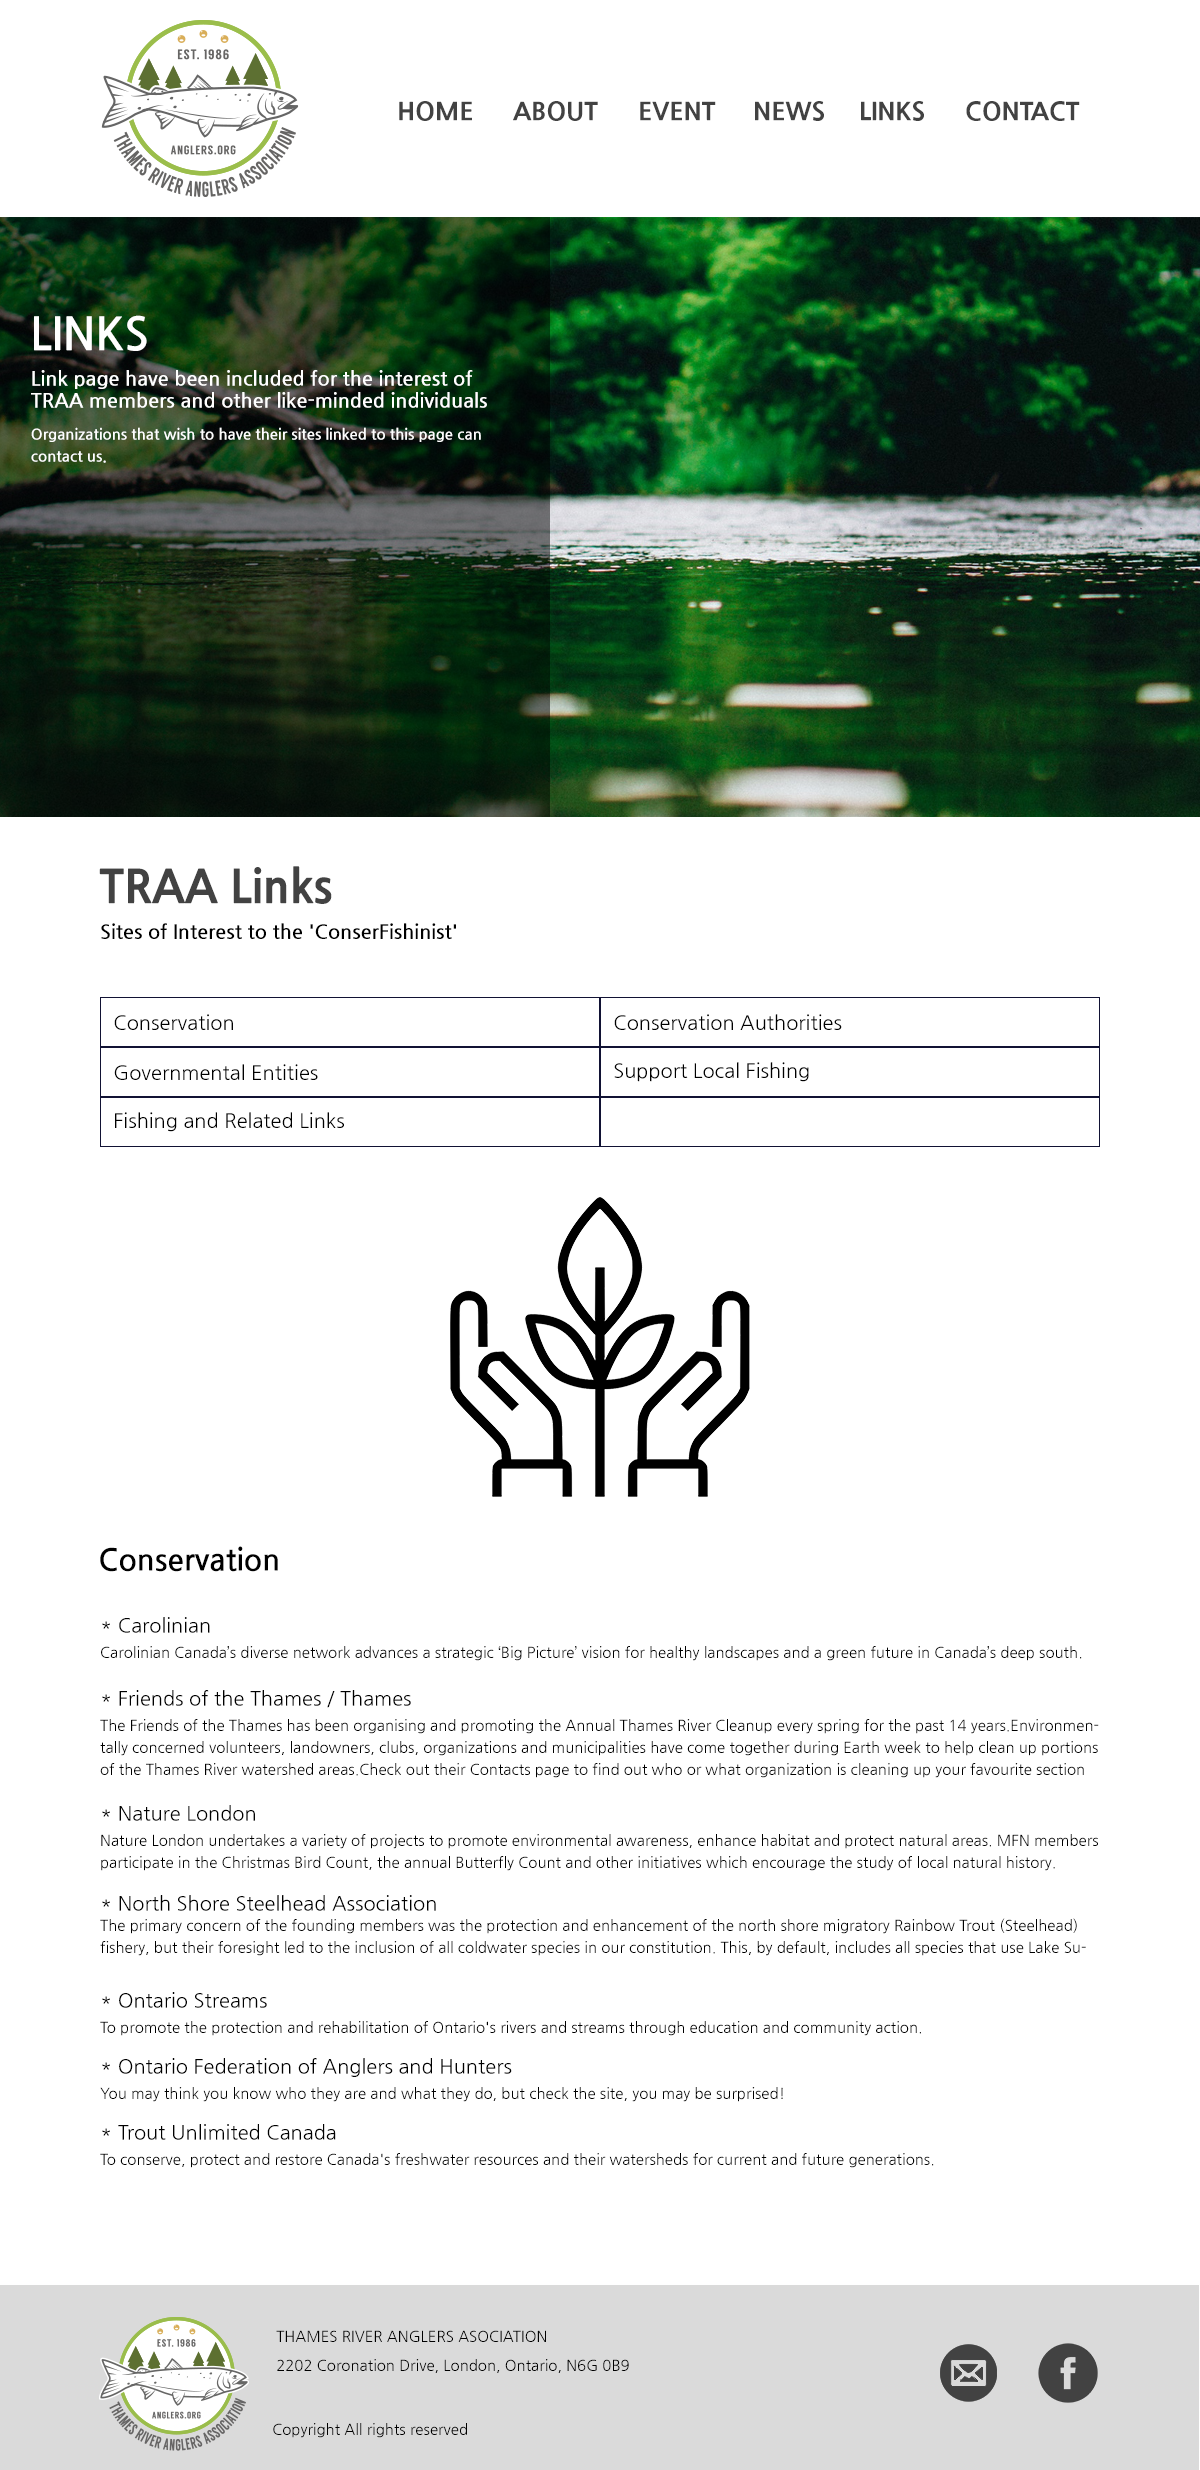 EST. 1986
ANGLERS.ORG
THAMES RIVER ANGLERS ASSOCIATION
HOME ABOUT EVENT NEWS LINKS CONTACT
LINKS
Link page have been included for the interest of
TRAA members and other like-minded individuals
Organizations that wish to have their sites linked to this page can
contact us.
TRAA Links
Sites of Interest to the 'ConserFishinist'
Conservation Conservation Authorities
Governmental Entities Support Local Fishing
Fishing and Related Links
Conservation
* Carolinian
Carolinian Canada’s diverse network advances a strategic ‘Big Picture’ vision for healthy landscapes and a green future in Canada’s deep south.
* Friends of the Thames / Thames
The Friends of the Thames has been organising and promoting the Annual Thames River Cleanup every spring for the past 14 years.Environmen-
tally concerned volunteers, landowners, clubs, organizations and municipalities have come together during Earth week to help clean up portions
of the Thames River watershed areas.Check out their Contacts page to find out who or what organization is cleaning up your favourite section
* Nature London
Nature London undertakes a variety of projects to promote environmental awareness, enhance habitat and protect natural areas. MFN members
participate in the Christmas Bird Count, the annual Butterfly Count and other initiatives which encourage the study of local natural history.
* North Shore Steelhead Association
The primary concern of the founding members was the protection and enhancement of the north shore migratory Rainbow Trout (Steelhead)
fishery, but their foresight led to the inclusion of all coldwater species in our constitution. This, by default, includes all species that use Lake Su-
* Ontario Streams
To promote the protection and rehabilitation of Ontario's rivers and streams through education and community action.
* Ontario Federation of Anglers and Hunters
You may think you know who they are and what they do, but check the site, you may be surprised!
* Trout Unlimited Canada
To conserve, protect and restore Canada's freshwater resources and their watersheds for current and future generations.
EST. 1986
ANGLERS.ORG
THAMES RIVER ANGLERS ASSOCIATION
THAMES RIVER ANGLERS ASOCIATION
2202 Coronation Drive, London, Ontario, N6G 0B9
Copyright All rights reserved
f